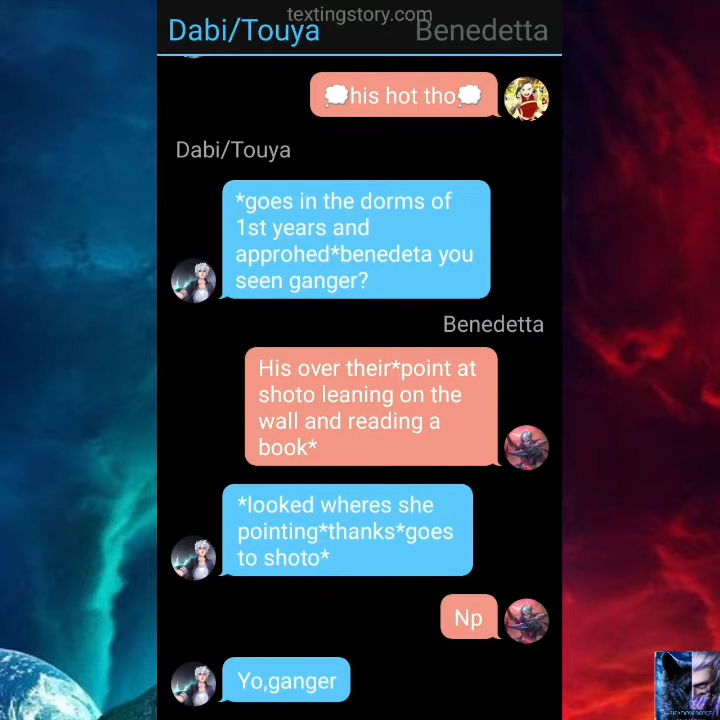 textingstory.com
Dabi/Touya
Benedetta
💭his hot tho💭
Dabi/Touya
*goes in the dorms of
1st years and
approhed*benedeta you
seen ganger?
Benedetta
His over their*point at
shoto leaning on the
wall and reading a
book*
*looked wheres she
pointing*thanks*goes
to shoto*
Np
Yo,ganger